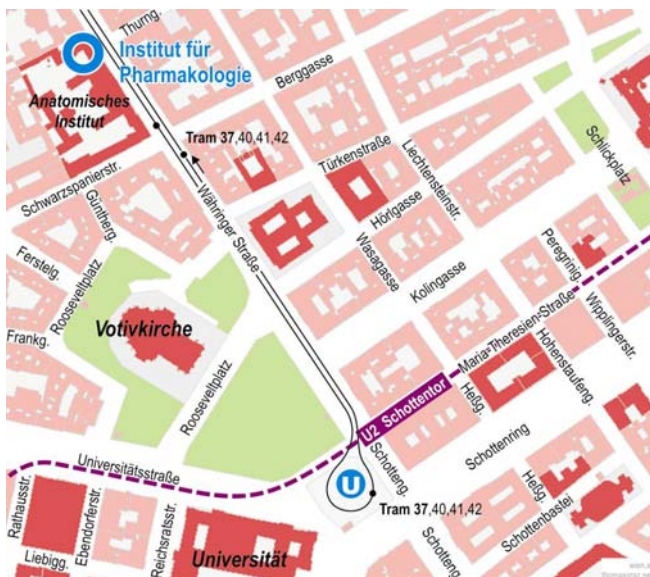 Thurng.
Institut für
Pharmakologie
Berggasse
Anatomisches
Institut
Tram 37,40,41,42
Türkenstraße
Liechtensteinstr.
Schlickplatz
Schwarzspanierstr.
Güntherg.
Währinger Straße
Hörlgasse
Wasagasse
Ferstelg.
Rooseveltplatz
Kolingasse
Peregring.
Votivkirche
Frankg.
Maria-Theresien-Straße
Wipplingerstr.
Rooseveltplatz
Hohenstaufeng.
U2 Schottentor
Heßg.
Universitätsstraße
Schotteng.
Schottenring
U
Heßg.
Rathausstr.
Ebendorferstr.
Reichsratsstr.
Tram 37,40,41,42
Schottenbastei
Liebigg.
Universität
Schotteng.